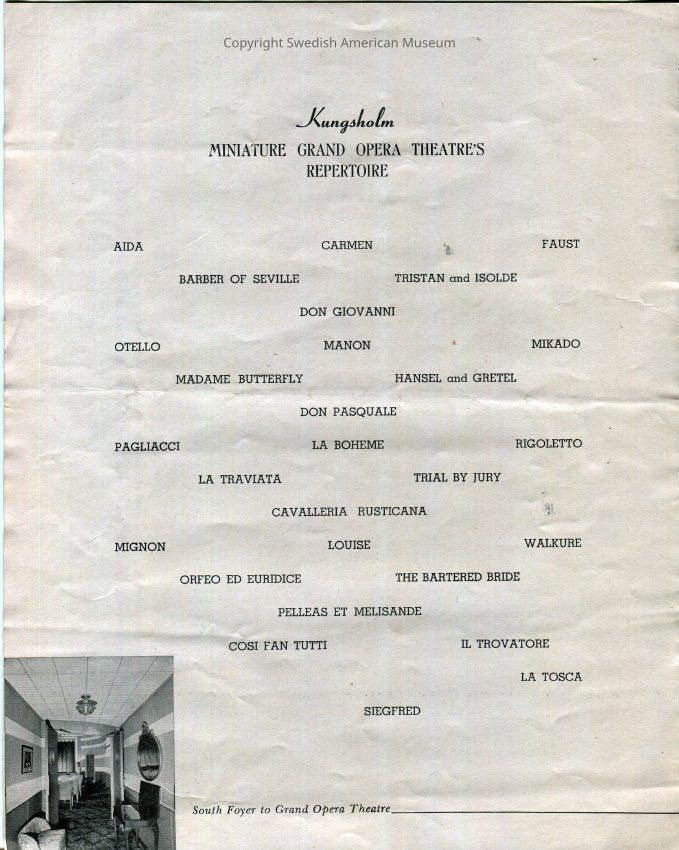 Copyright Swedish American Museum
Kungsholm
MINIATURE GRAND OPERA THEATRE'S
REPERTOIRE
AIDA CARMEN FAUST
BARBER OF SEVILLE TRISTAN and ISOLDE
DON GIOVANNI
OTELLO MANON MIKADO
MADAME BUTTERFLY HANSEL and GRETEL
DON PASQUALE
PAGLIACCI LA BOHEME RIGOLETTO
LA TRAVIATA TRIAL BY JURY
CAVALLERIA RUSTICANA
MIGNON LOUISE WALKURE
ORFEO ED EURIDICE THE BARTERED BRIDE
PELLEAS ET MELISANDE
COSI FAN TUTTI IL TROVATORE
LA TOSCA
SIEGFRED
South Foyer to Grand Opera Theatre